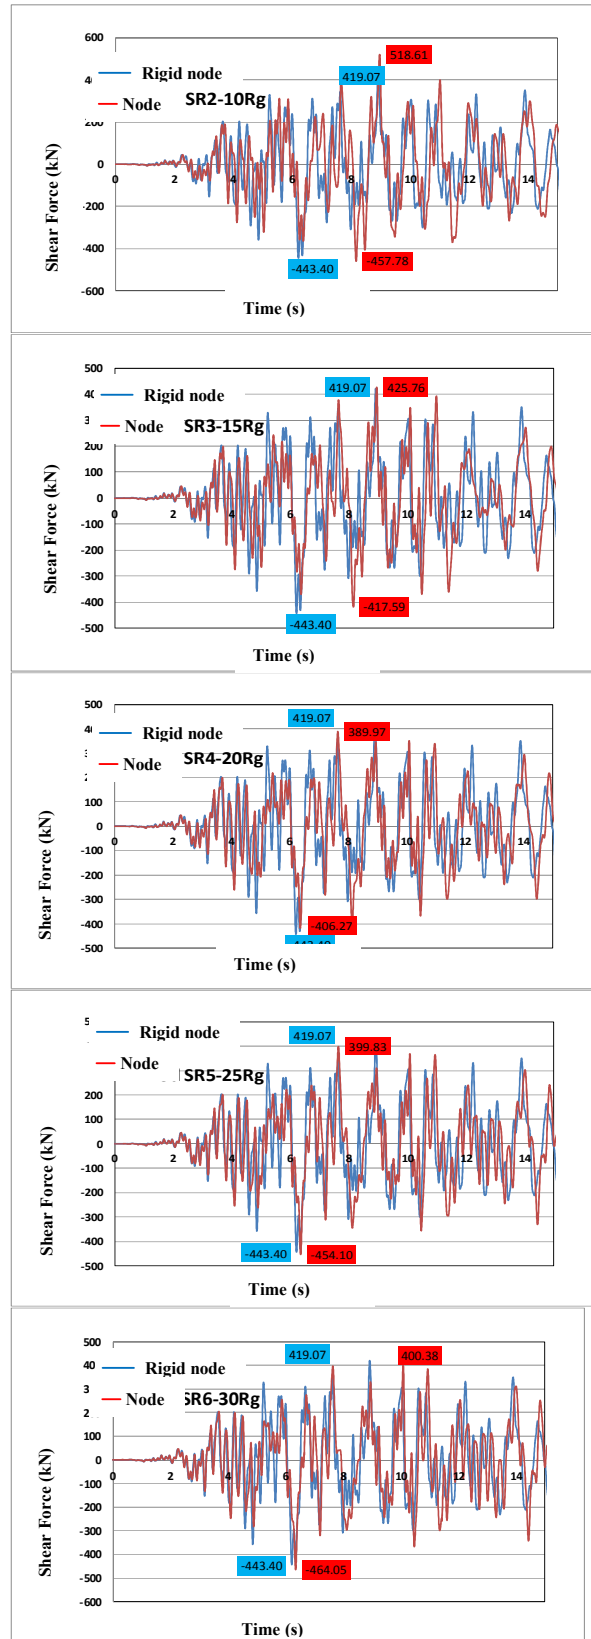 600
518.61
419.07
Rigid node
Node SR2-10Rg
200
0
0 2 4 6 8 10 12 14
-200
-400
-443.40
-457.78
-600
Shear Force (kN)
Time (s)
500
419.07
425.76
Rigid node
Node SR3-15Rg
200
100
0
0 2 4 6 8 10 12 14
-100
-200
-300
-400
-417.59
-443.40
-500
Shear Force (kN)
Time (s)
500
419.07
389.97
Rigid node
Node SR4-20Rg
100
0
0 2 4 6 8 10 12 14
-100
-200
-300
-400
-406.27
-443.40
-500
Shear Force (kN)
Time (s)
419.07
399.83
Rigid node
Node SR5-25Rg
200
100
0
0 2 4 6 8 10 12 14
-100
-200
-300
-400
-443.40
-454.10
-500
Shear Force (kN)
Time (s)
500
419.07
400.38
Rigid node
Node SR6-30Rg
100
0
0 2 4 6 8 10 12 14
-100
-200
-300
-400
-443.40
-464.05
-500
-600
Shear Force (kN)
Time (s)